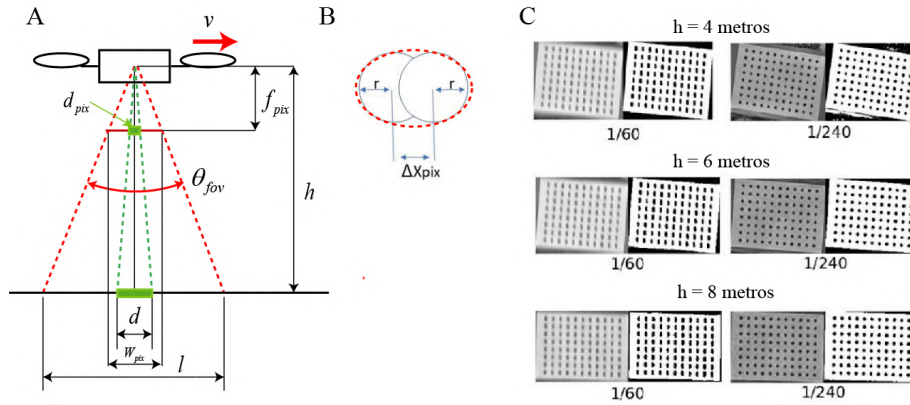 A
v
d_pix
f_pix
θ_fov
h
d
W_pix
l
B
r r
Δx_pix
C
h = 4 metros
1/60 1/240
h = 6 metros
1/60 1/240
h = 8 metros
1/60 1/240